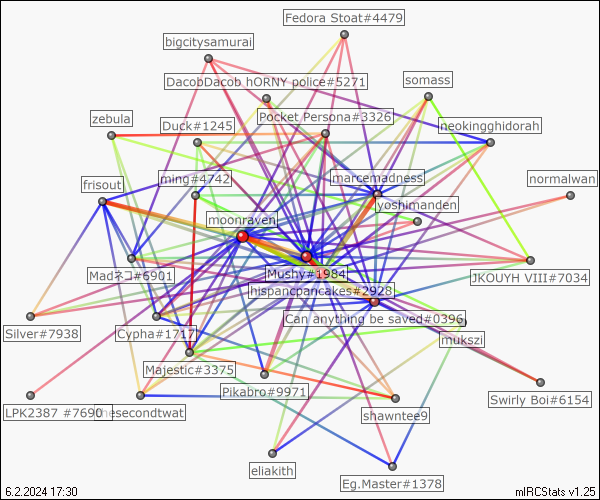 Fedora Stoat#4479
bigcitysamurai
DacobDacob hORNY police#5271
somass
zebula
Duck#1245
Pocket Persona#3326
neokingghidorah
frisout
ming#4742
marcemadness
normalwan
moonraven
yoshimanden
Madネコ#6901
Mushy#1984
JKOUYH VIII#7034
hispancpancakes#2928
Silver#7938
Cypha#1717
Can anything be saved#0396
mukszi
Majestic#3375
Pikabro#9971
Swirly Boi#6154
LPK2387 #7690
hesecondtwat
shawntee9
eliakith
Eg.Master#1378
6.2.2024 17:30
mIRCStats v1.25